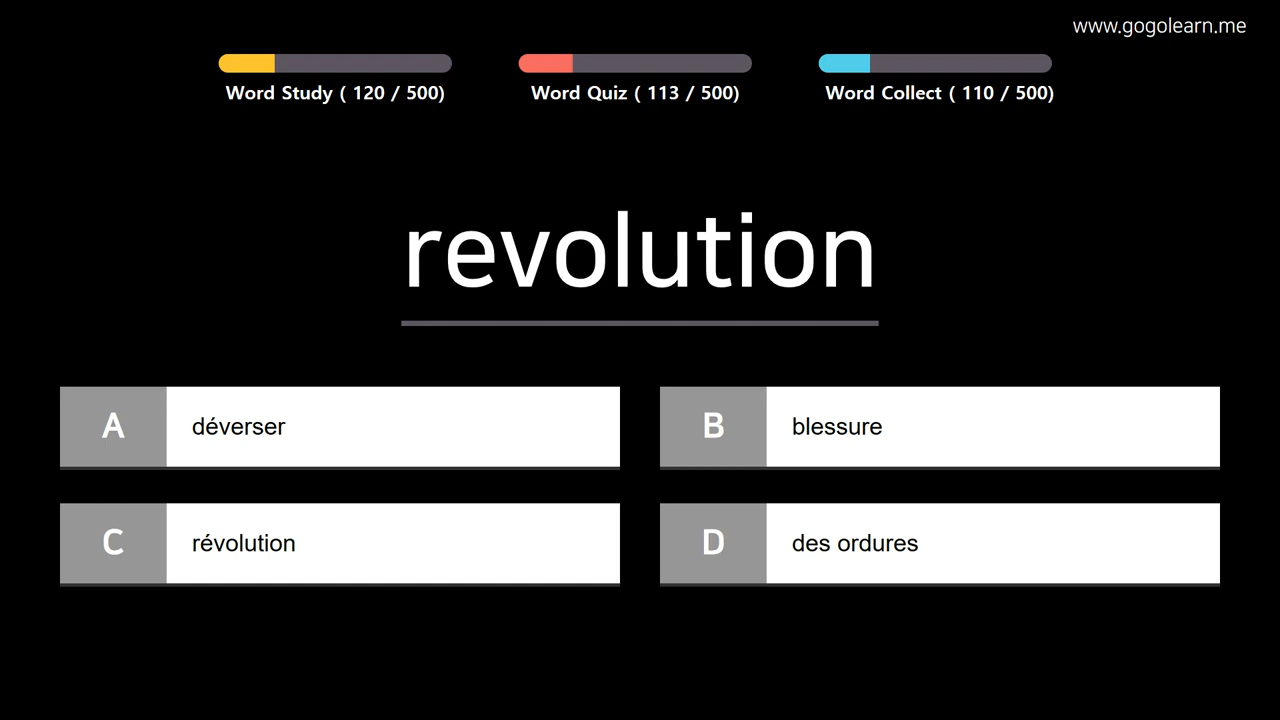 www.gogolearn.me
Word Study ( 120 / 500)
Word Quiz ( 113 / 500)
Word Collect ( 110 / 500)
revolution
A déverser
B blessure
C révolution
D des ordures